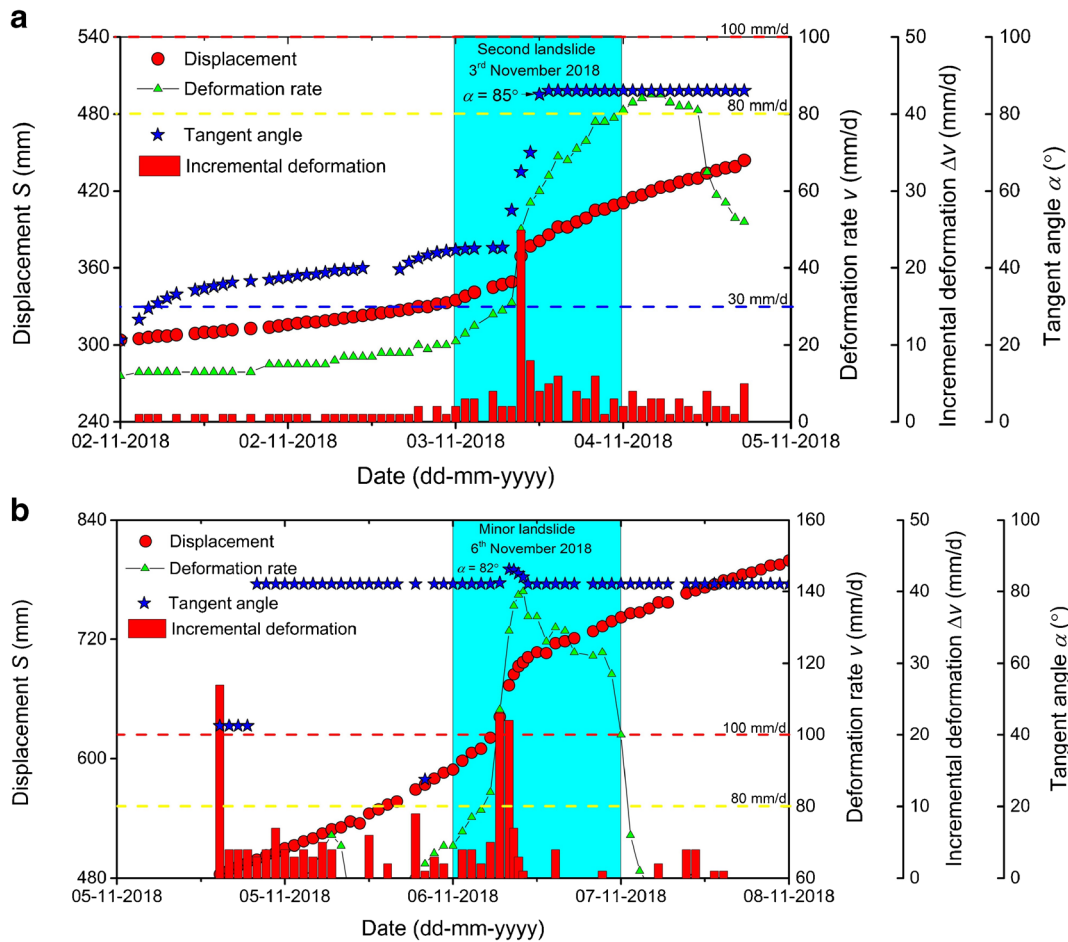 a
100 mm/d
540
100
50
100
Displacement
Second landslide
3rd November 2018
Deformation rate
α = 85°
480
80 mm/d
80
40
80
Tangent angle
Incremental deformation
420
60
30
60
360
40
20
40
30 mm/d
300
20
10
20
240
0
0
0
02-11-2018
02-11-2018
03-11-2018
04-11-2018
05-11-2018
Date (dd-mm-yyyy)
Displacement S (mm)
Deformation rate v (mm/d)
Incremental deformation Δv (mm/d)
Tangent angle α (°)
b
840
160
50
100
Displacement
Minor landslide
6th November 2018
Deformation rate
α = 82°
Tangent angle
Incremental deformation
140
40
80
720
120
30
60
100 mm/d
100
20
40
600
80 mm/d
80
10
20
480
60
0
0
05-11-2018
05-11-2018
06-11-2018
07-11-2018
08-11-2018
Date (dd-mm-yyyy)
Displacement S (mm)
Deformation rate v (mm/d)
Incremental deformation Δv (mm/d)
Tangent angle α (°)